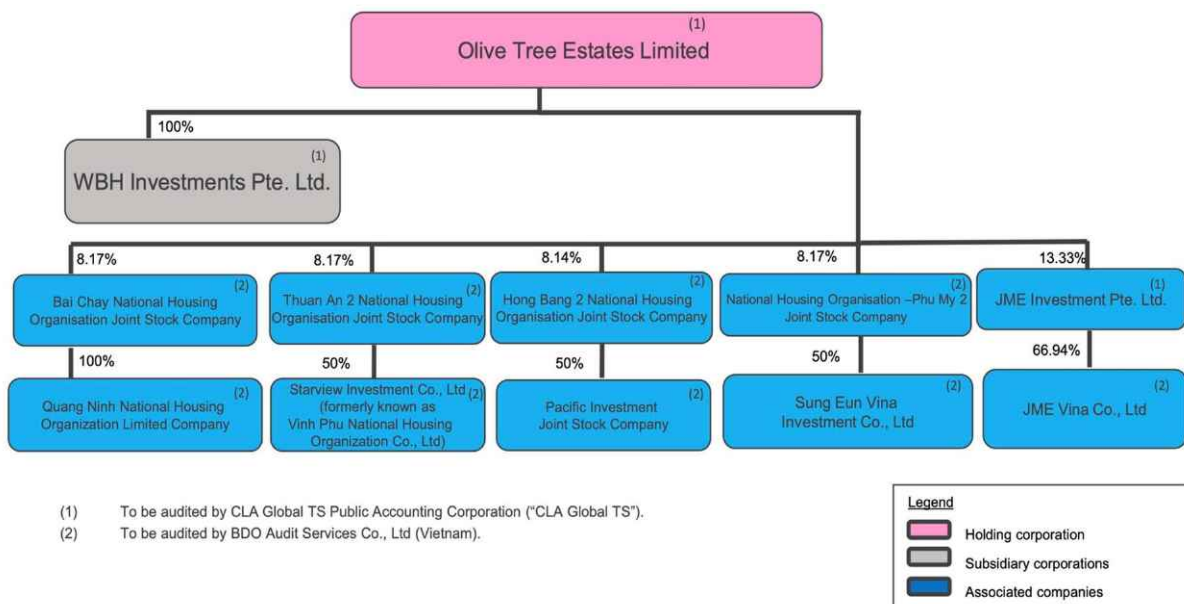 (1)
Olive Tree Estates Limited
100%
(1)
WBH Investments Pte. Ltd.
8.17%
8.17%
8.14%
8.17%
13.33%
(2)
Bai Chay National Housing
Organisation Joint Stock Company
(2)
Thuan An 2 National Housing
Organisation Joint Stock Company
(2)
Hong Bang 2 National Housing
Organisation Joint Stock Company
(2)
National Housing Organisation –Phu My 2
Joint Stock Company
(1)
JME Investment Pte. Ltd.
100%
50%
50%
50%
66.94%
(2)
Quang Ninh National Housing
Organization Limited Company
Starview Investment Co., Ltd (2)
(formerly known as
Vinh Phu National Housing
Organization Co., Ltd)
(2)
Pacific Investment
Joint Stock Company
(2)
Sung Eun Vina
Investment Co., Ltd
(2)
JME Vina Co., Ltd
(1) To be audited by CLA Global TS Public Accounting Corporation (“CLA Global TS”).
(2) To be audited by BDO Audit Services Co., Ltd (Vietnam).
Legend
Holding corporation
Subsidiary corporations
Associated companies